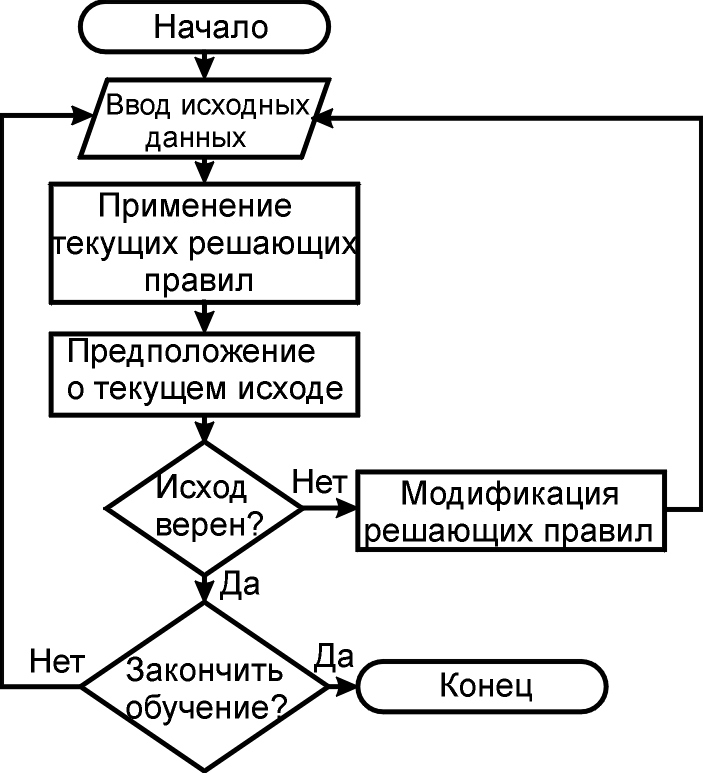 Начало
Ввод исходных
данных
Применение
текущих решающих
правил
Предположение
о текущем исходе
Исход
верен?
Нет
Модификация
решающих правил
Да
Закончить
обучение?
Нет
Да
Конец